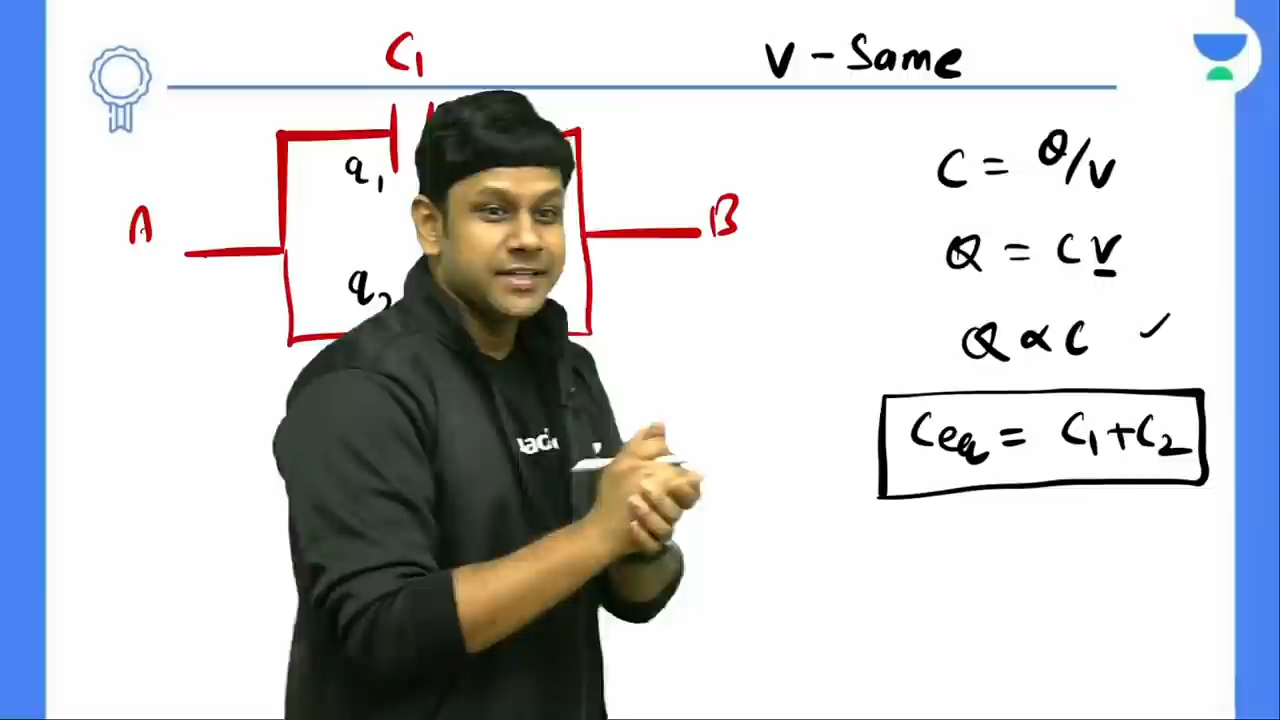 C₁
V - Same
q₁
C = Q/V
A
B
Q = CV
q₂
Q ∝ C ✓
Ceq = C₁+C₂